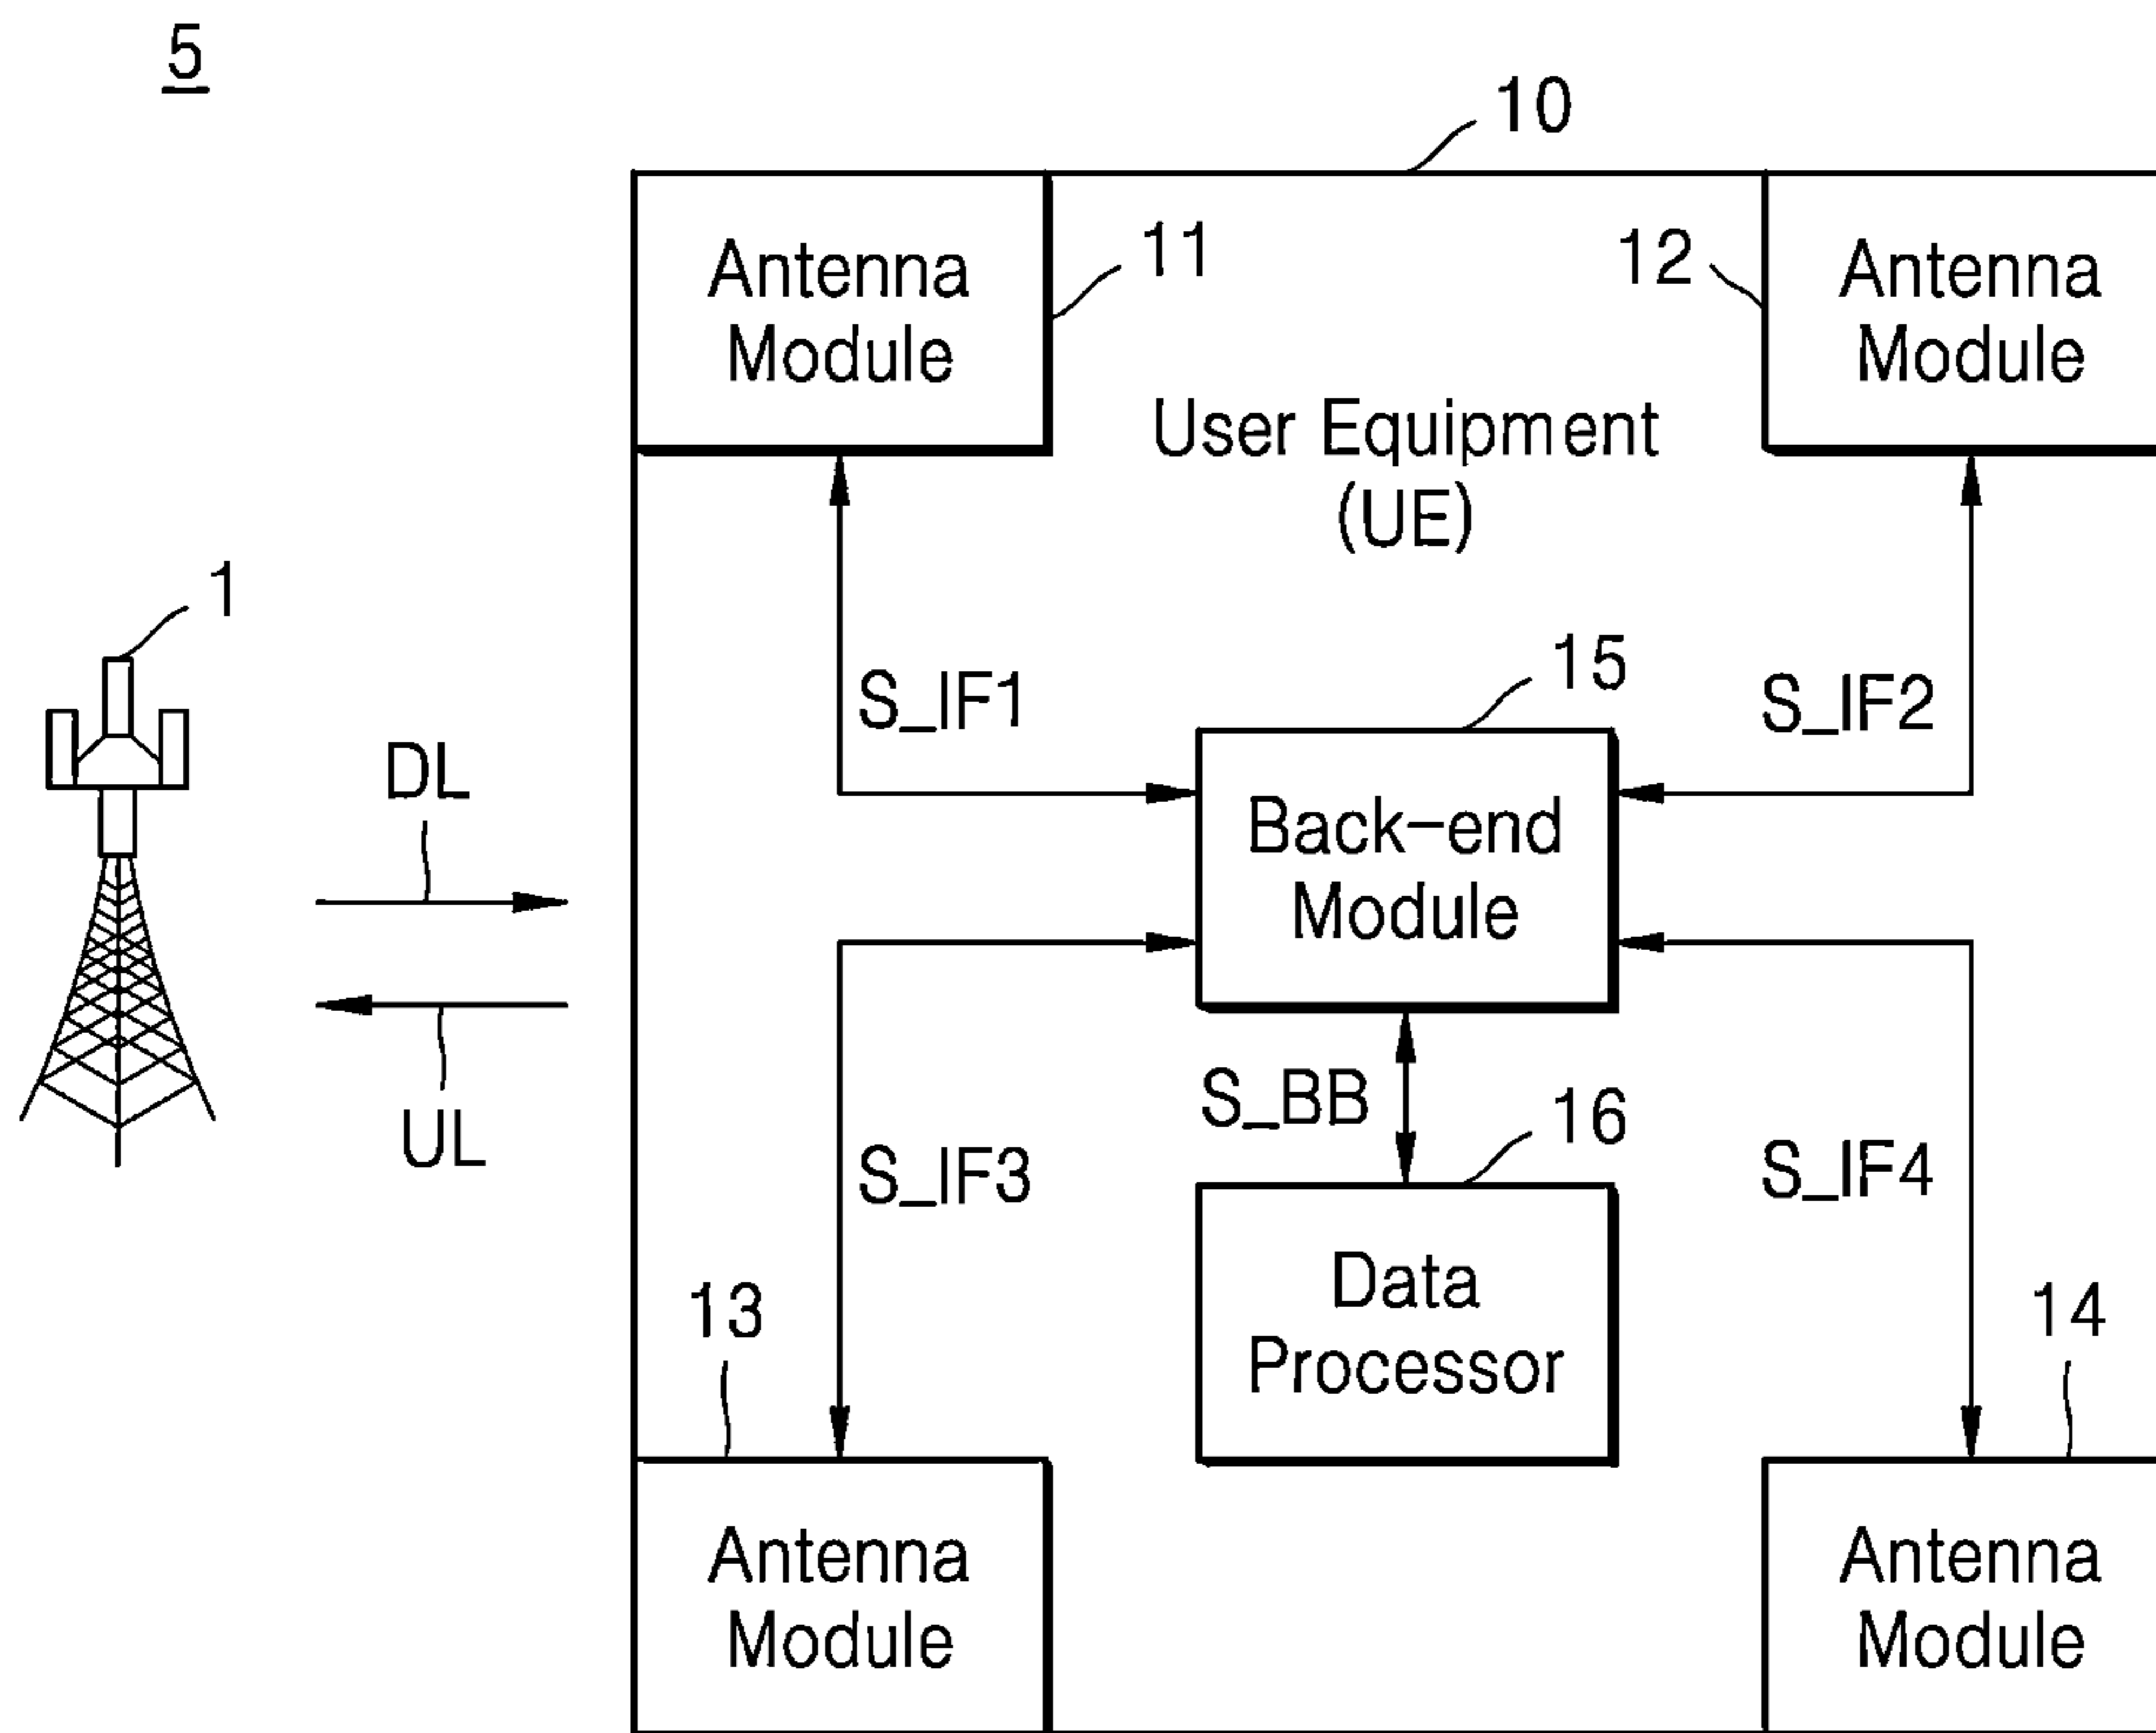 5
10
Antenna
Module
11
12
Antenna
Module
User Equipment
(UE)
1
S_IF1
15
S_IF2
DL
Back-end
Module
UL
S_BB
16
S_IF3
S_IF4
13
Data
Processor
14
Antenna
Module
Antenna
Module